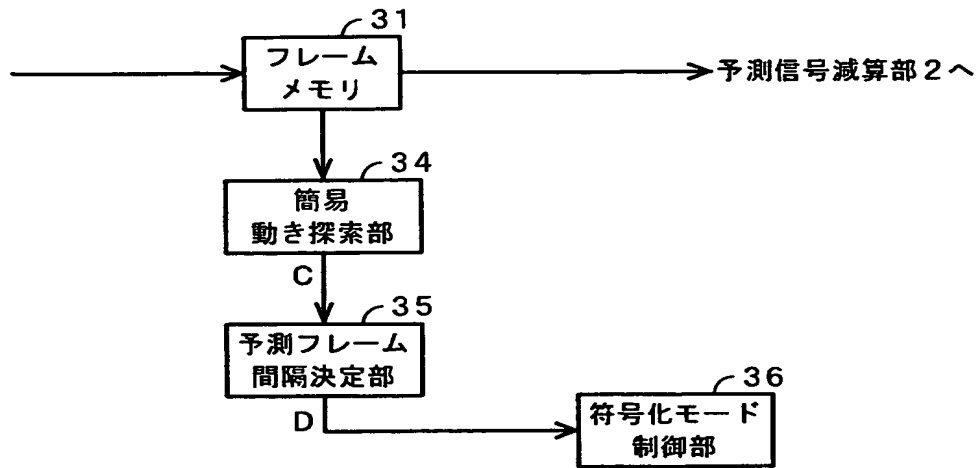 31
フレーム
メモリ
予測信号減算部2へ
34
簡易
動き探索部
C
35
予測フレーム
間隔決定部
D
36
符号化モード
制御部